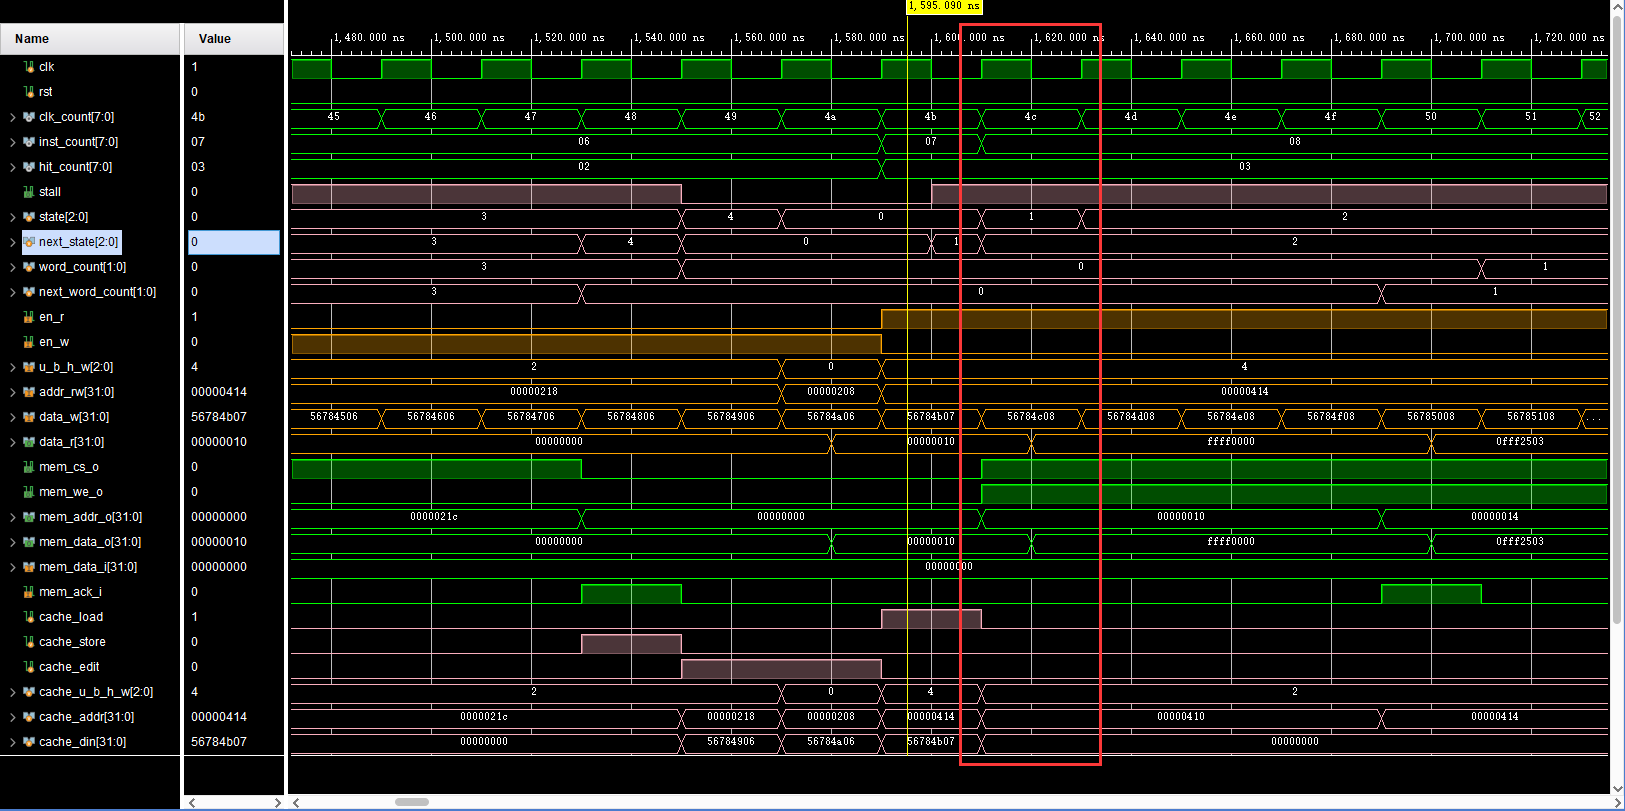 1,595.090 ns
Name Value 1,480.000 ns 1,500.000 ns 1,520.000 ns 1,540.000 ns 1,560.000 ns 1,580.000 ns 1,600.000 ns 1,620.000 ns 1,640.000 ns 1,660.000 ns 1,680.000 ns 1,700.000 ns 1,720.000 ns
clk 1
rst 0
clk_count[7:0] 4b 45 46 47 48 49 4a 4b 4c 4d 4e 4f 50 51 52
inst_count[7:0] 07 06 07 08
hit_count[7:0] 03 02 03
stall 0
state[2:0] 0 3 4 0 1 2
next_state[2:0] 0 3 4 0 1 2
word_count[1:0] 0 3 0 1
next_word_count[1:0] 0 3 0 1
en_r 1
en_w 0
u_b_h_w[2:0] 4 2 0 4
addr_rw[31:0] 00000414 00000218 00000208 00000414
data_w[31:0] 56784b07 56784506 56784606 56784706 56784806 56784906 56784a06 56784b07 56784c08 56784d08 56784e08 56784f08 56785008 56785108 ...
data_r[31:0] 00000010 00000000 00000010 ffff0000 0fff2503
mem_cs_o 0
mem_we_o 0
mem_addr_o[31:0] 00000000 0000021c 00000000 00000010 00000014
mem_data_o[31:0] 00000010 00000000 00000010 ffff0000 0fff2503
mem_data_i[31:0] 00000000 00000000
mem_ack_i 0
cache_load 1
cache_store 0
cache_edit 0
cache_u_b_h_w[2:0] 4 2 0 4 2
cache_addr[31:0] 00000414 0000021c 00000218 00000208 00000414 00000410 00000414
cache_din[31:0] 56784b07 00000000 56784906 56784a06 56784b07 00000000